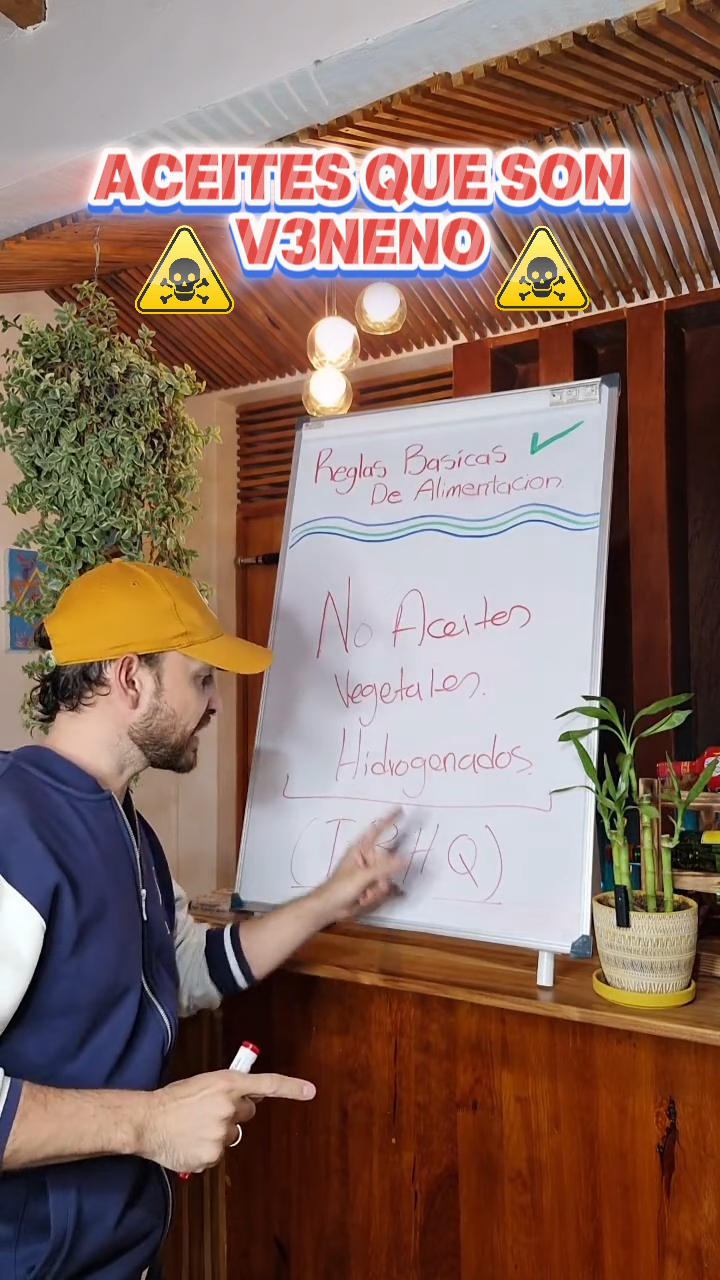 ACEITES QUE SON
V3NENO
Reglas Basicas
De Alimentacion
No Aceites
Vegetales.
Hidrogenados.